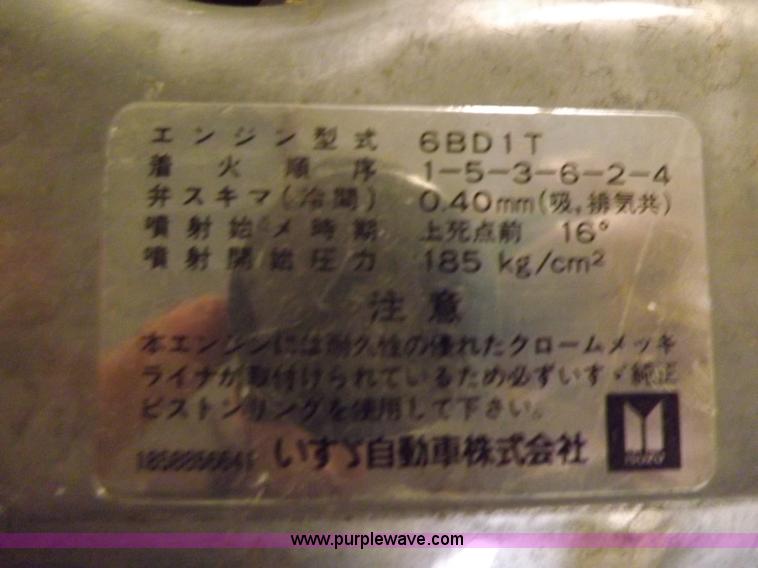 エンジン型式 6BD1T
着火順序 1-5-3-6-2-4
弁スキマ(冷間) 0.40mm(吸,排気共)
噴射始メ時期 上死点前 16°
噴射開始圧力 185 kg/cm²
注意
本エンジンには耐久性の優れたクロームメッキ
ライナが取付けられているため必ずいすゞ純正
ピストンリングを使用して下さい。
いすゞ自動車株式会社
ISUZU
www.purplewave.com